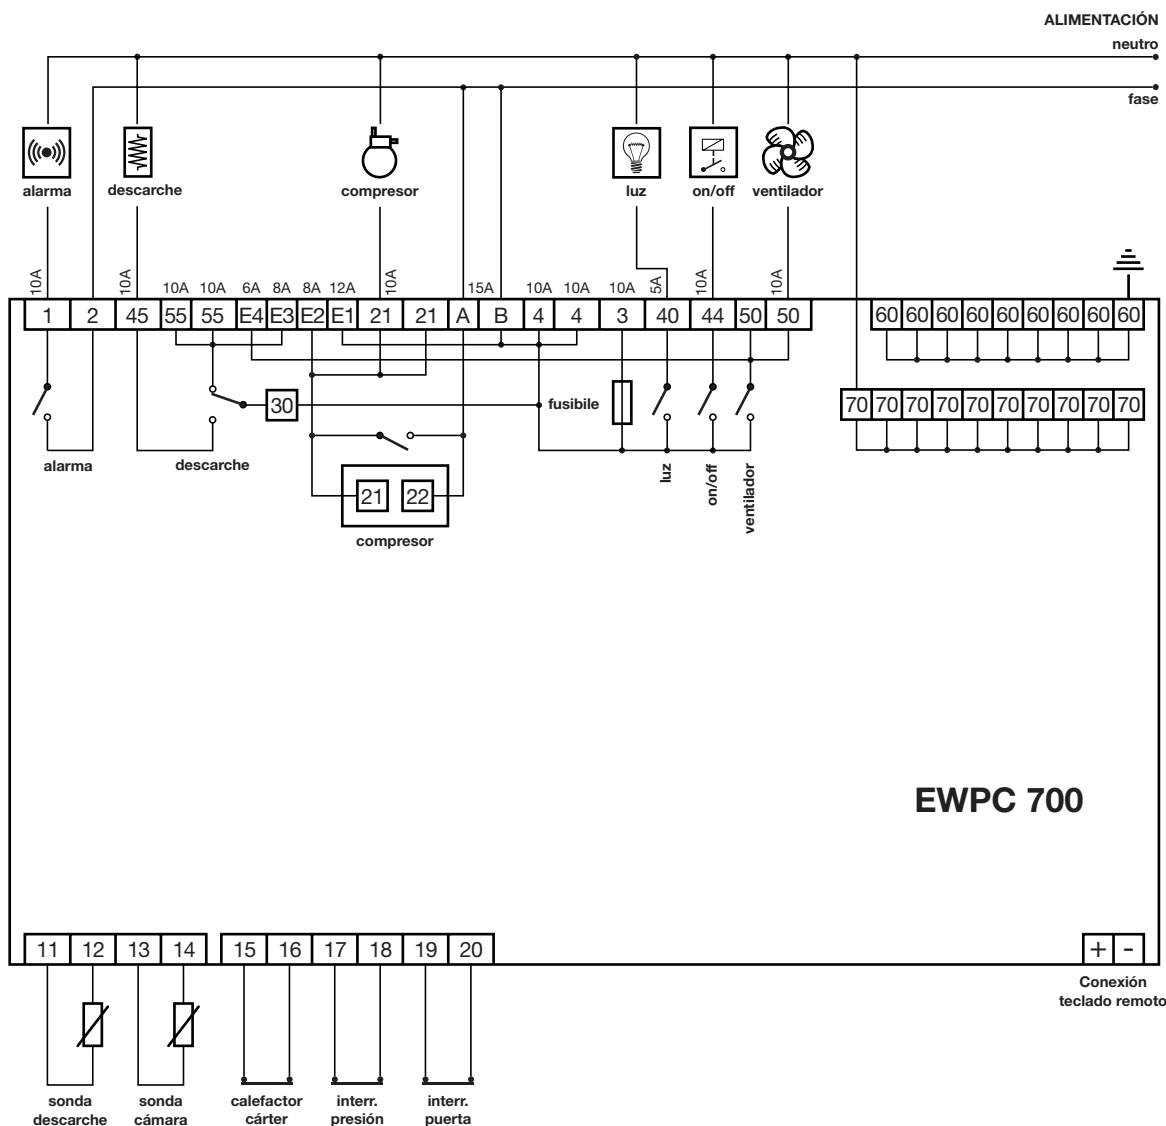 ALIMENTACIÓN
neutro
fase
alarma
descarche
compresor
luz
on/off
ventilador
10A
10A
10A 10A 6A 8A 8A 12A
10A
15A
10A 10A
10A
5A
10A
10A
1 2 45 55 55 E4 E3 E2 E1 21 21 A B 4 4 3 40 44 50 50
60 60 60 60 60 60 60 60 60
30
fusibile
70 70 70 70 70 70 70 70 70 70
alarma
descarche
luz
on/off
ventilador
21 22
compresor
EWPC 700
11 12 13 14 15 16 17 18 19 20
+ -
Conexión
teclado remoto
sonda
descarche
sonda
cámara
calefactor
cárter
interr.
presión
interr.
puerta